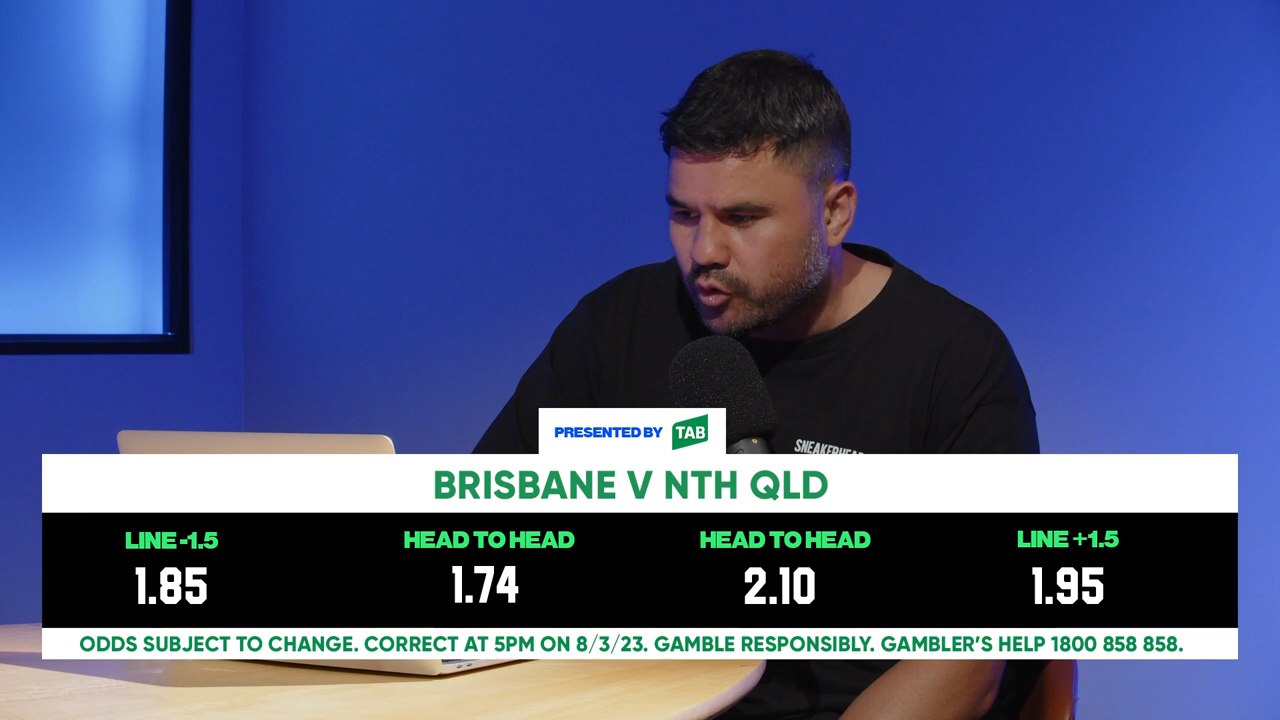 SNEAKERHEAD
PRESENTED BY TAB
BRISBANE V NTH QLD
LINE -1.5 HEAD TO HEAD HEAD TO HEAD LINE +1.5
1.85 1.74 2.10 1.95
ODDS SUBJECT TO CHANGE. CORRECT AT 5PM ON 8/3/23. GAMBLE RESPONSIBLY. GAMBLER'S HELP 1800 858 858.